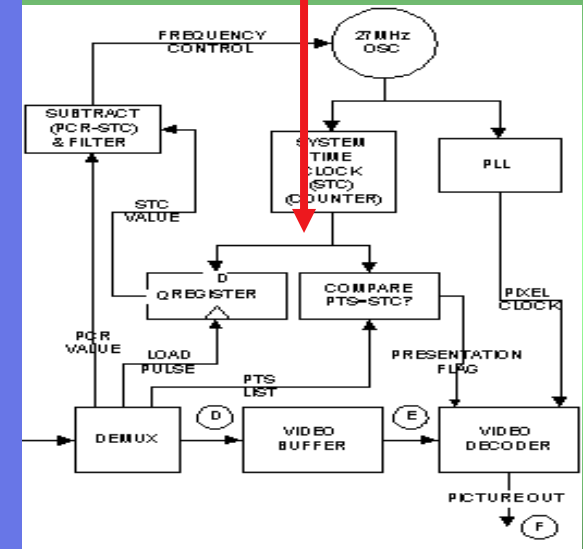 FREQUENCY
CONTROL
27MHz
OSC
SUBTRACT
(PCR-STC)
& FILTER
SYSTEM
TIME
CLOCK
(STC)
(COUNTER)
PLL
STC
VALUE
D
Q REGISTER
COMPARE
PTS=STC?
PIXEL
CLOCK
PCR
VALUE
LOAD
PULSE
PTS
LIST
PRESENTATION
FLAG
DEMUX
D
VIDEO
BUFFER
E
VIDEO
DECODER
PICTURE OUT
F